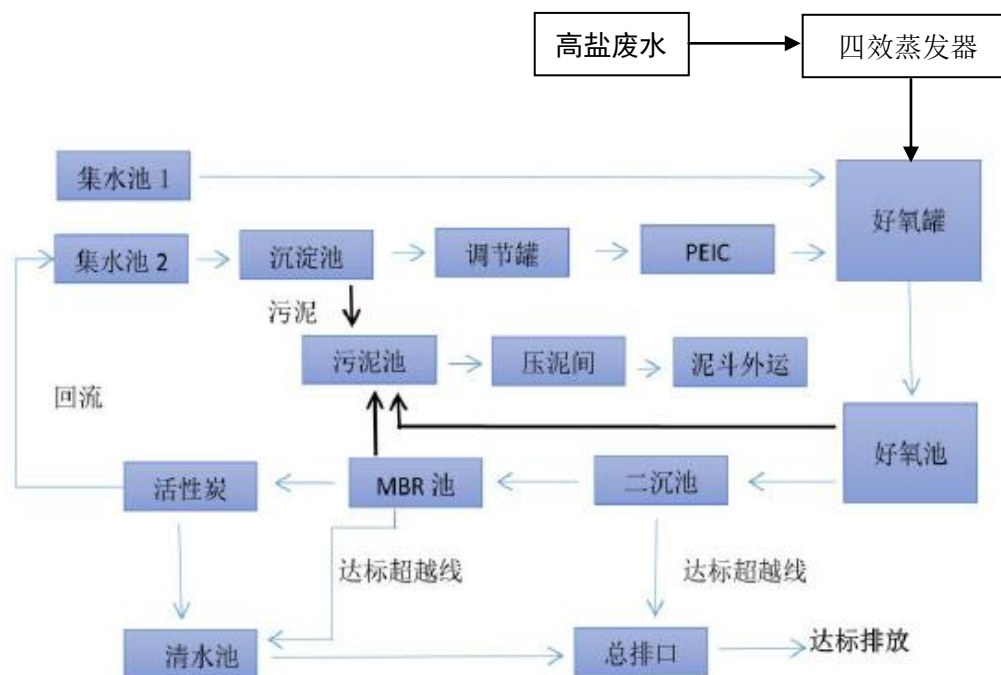 高盐废水
四效蒸发器
集水池 1
好氧罐
集水池 2
沉淀池
调节罐
PEIC
污泥
污泥池
压泥间
泥斗外运
回流
好氧池
活性炭
MBR 池
二沉池
达标超越线
达标超越线
清水池
总排口
达标排放